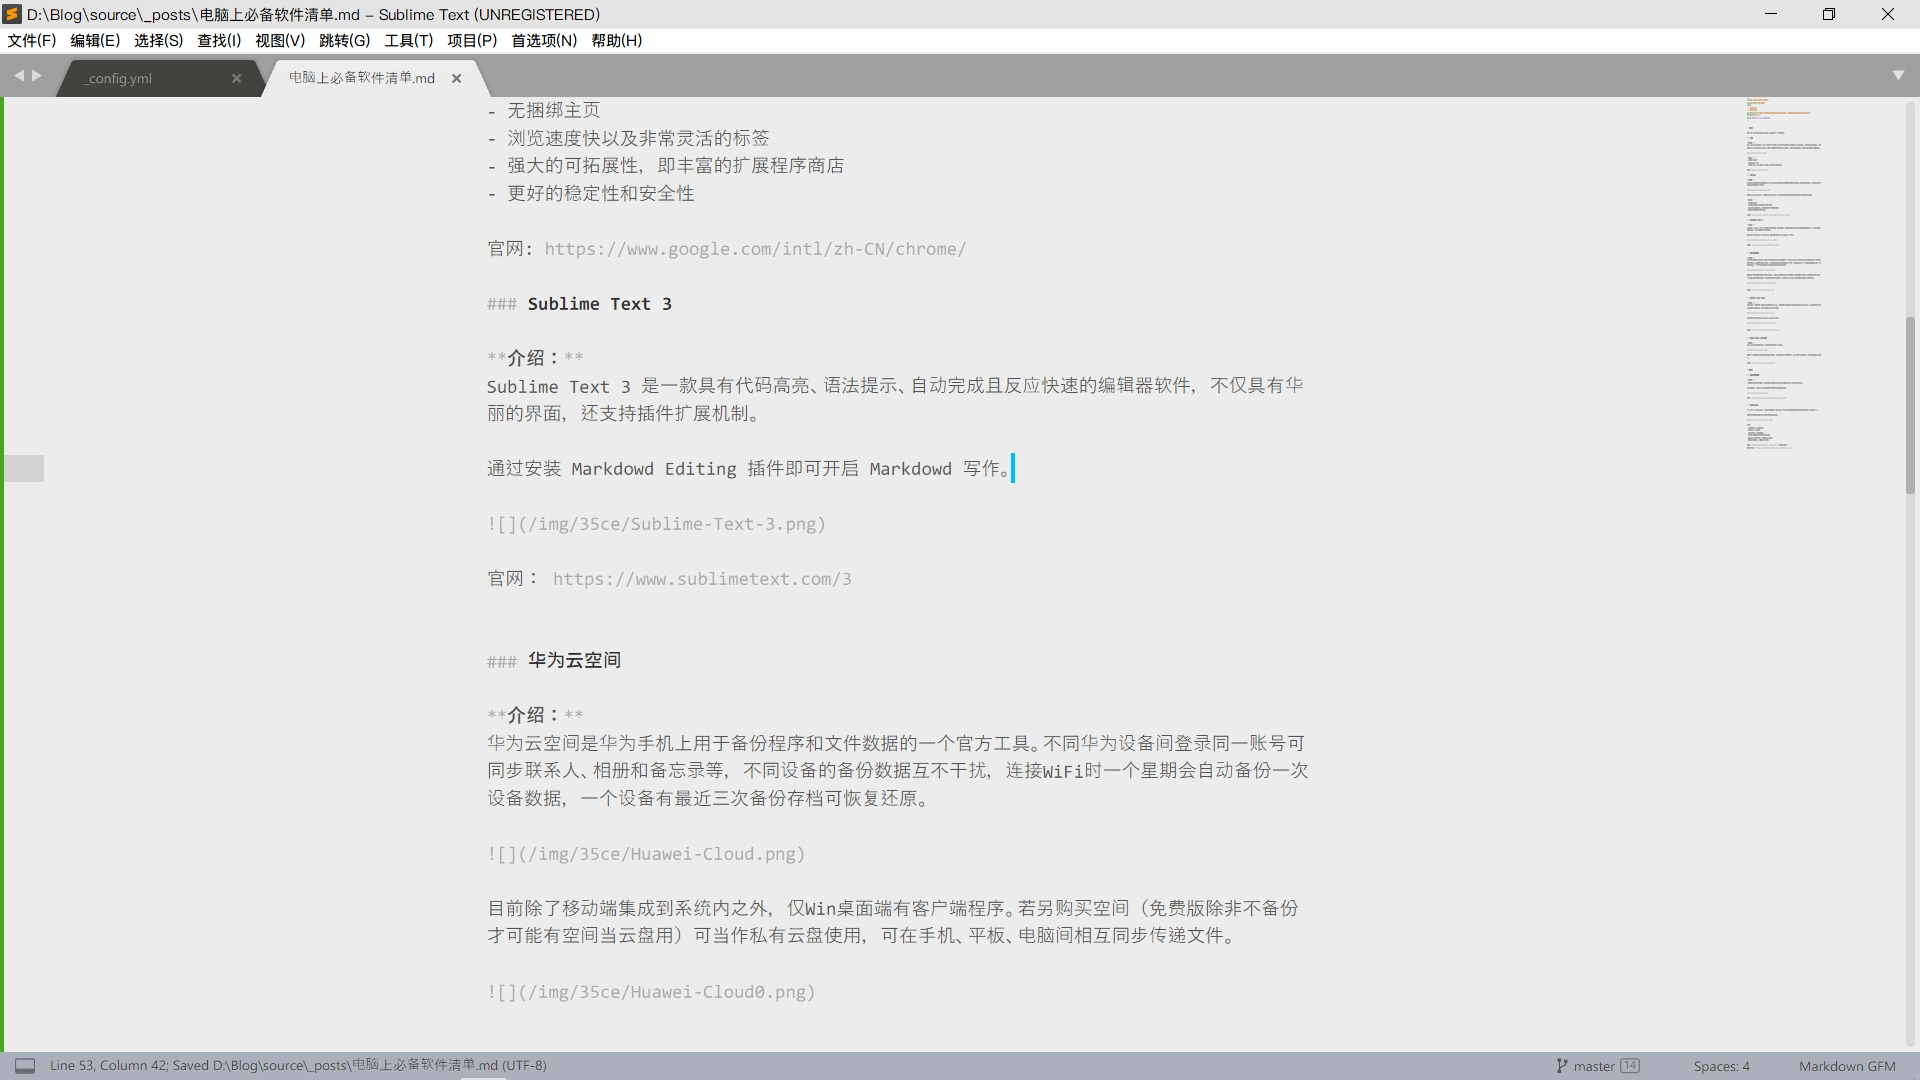 D:\Blog\source\_posts\电脑上必备软件清单.md - Sublime Text (UNREGISTERED)
文件(F) 编辑(E) 选择(S) 查找(I) 视图(V) 跳转(G) 工具(T) 项目(P) 首选项(N) 帮助(H)
_config.yml
电脑上必备软件清单.md
- 无捆绑主页
- 浏览速度快以及非常灵活的标签
- 强大的可拓展性，即丰富的扩展程序商店
- 更好的稳定性和安全性
官网: https://www.google.com/intl/zh-CN/chrome/
### Sublime Text 3
**介绍：**
Sublime Text 3 是一款具有代码高亮、语法提示、自动完成且反应快速的编辑器软件，不仅具有华
丽的界面，还支持插件扩展机制。
通过安装 Markdowd Editing 插件即可开启 Markdowd 写作。
![](/img/35ce/Sublime-Text-3.png)
官网： https://www.sublimetext.com/3
### 华为云空间
**介绍：**
华为云空间是华为手机上用于备份程序和文件数据的一个官方工具。不同华为设备间登录同一账号可
同步联系人、相册和备忘录等，不同设备的备份数据互不干扰，连接WiFi时一个星期会自动备份一次
设备数据，一个设备有最近三次备份存档可恢复还原。
![](/img/35ce/Huawei-Cloud.png)
目前除了移动端集成到系统内之外，仅Win桌面端有客户端程序。若另购买空间（免费版除非不备份
才可能有空间当云盘用）可当作私有云盘使用，可在手机、平板、电脑间相互同步传递文件。
![](/img/35ce/Huawei-Cloud0.png)
Line 53, Column 42; Saved D:\Blog\source\_posts\电脑上必备软件清单.md (UTF-8)
master 14
Spaces: 4
Markdown GFM